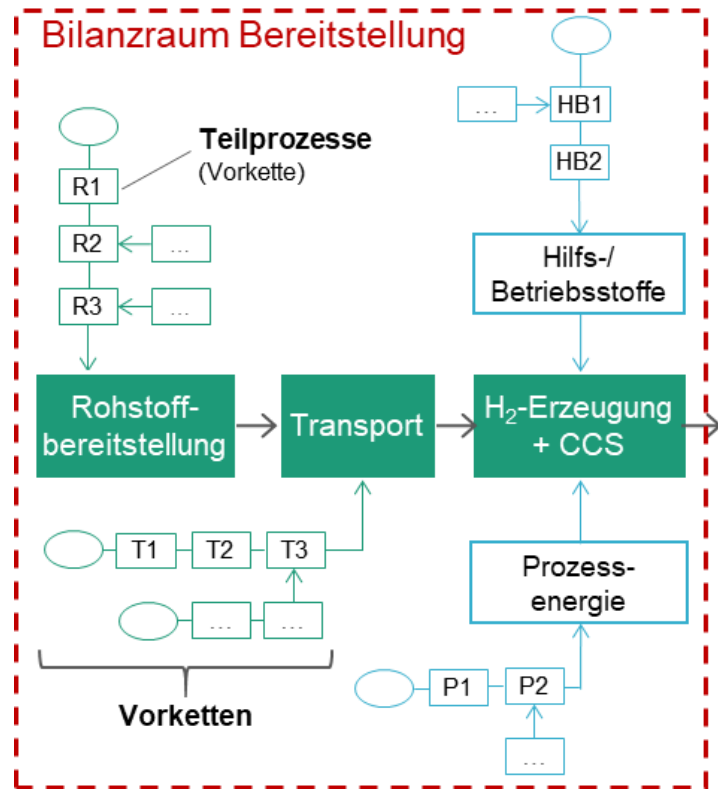 Bilanzraum Bereitstellung
Teilprozesse
(Vorkette)
R1
R2
...
R3
...
...
HB1
HB2
Hilfs-/
Betriebsstoffe
Rohstoff-
bereitstellung
Transport
H₂-Erzeugung
+ CCS
T1
T2
T3
...
...
Vorketten
Prozess-
energie
P1
P2
...